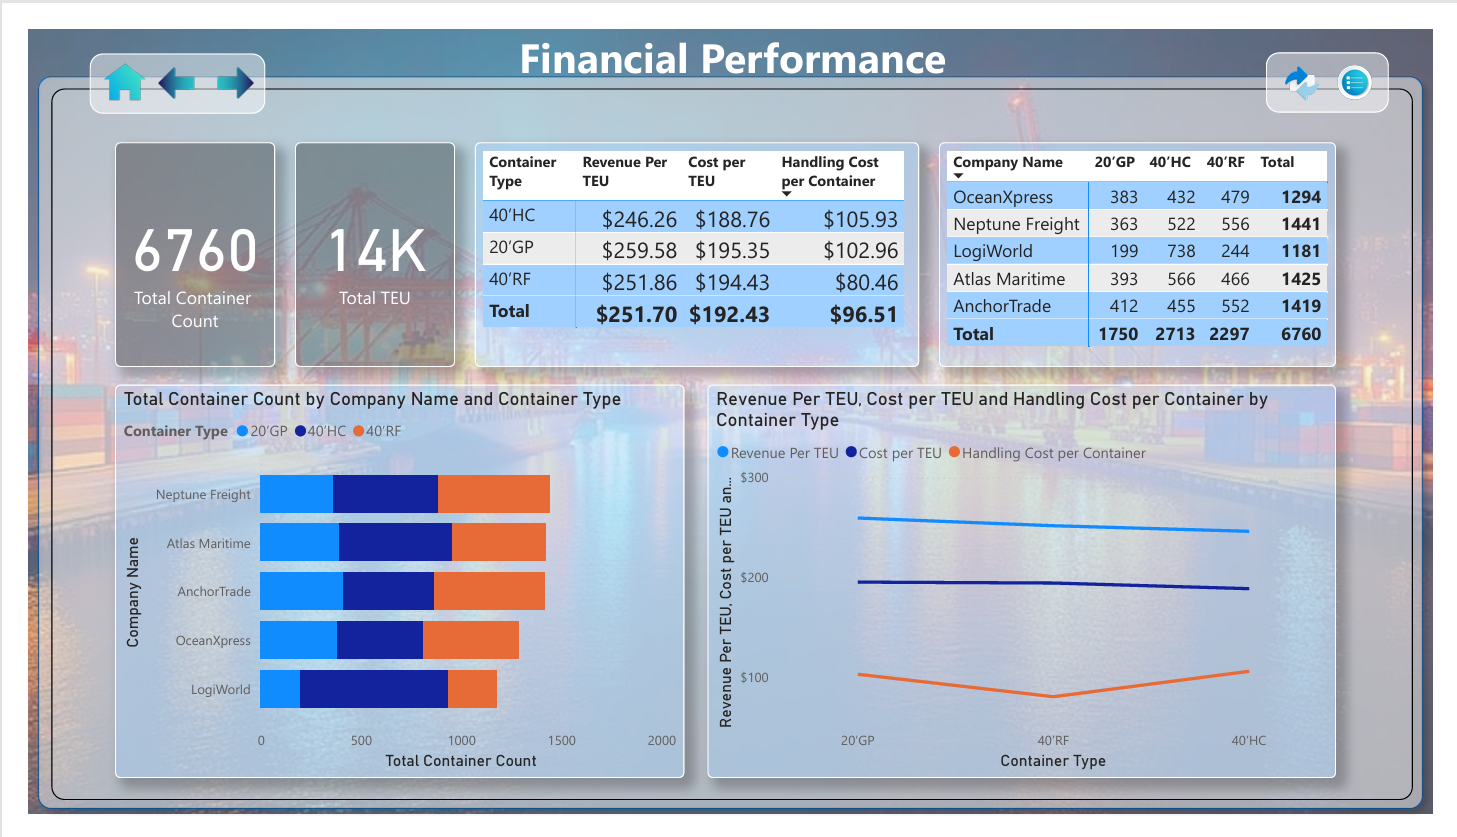 Financial Performance
6760
Total Container
Count
14K
Total TEU
Container Type Revenue Per TEU Cost per TEU Handling Cost per Container
40'HC $246.26 $188.76 $105.93
20'GP $259.58 $195.35 $102.96
40'RF $251.86 $194.43 $80.46
Total $251.70 $192.43 $96.51
Company Name 20'GP 40'HC 40'RF Total
OceanXpress 383 432 479 1294
Neptune Freight 363 522 556 1441
LogiWorld 199 738 244 1181
Atlas Maritime 393 566 466 1425
AnchorTrade 412 455 552 1419
Total 1750 2713 2297 6760
Total Container Count by Company Name and Container Type
Container Type 20'GP 40'HC 40'RF
Company Name
Neptune Freight
Atlas Maritime
AnchorTrade
OceanXpress
LogiWorld
0 500 1000 1500 2000
Total Container Count
Revenue Per TEU, Cost per TEU and Handling Cost per Container by
Container Type
Revenue Per TEU Cost per TEU Handling Cost per Container
Revenue Per TEU, Cost per TEU an...
$300
$200
$100
20'GP 40'RF 40'HC
Container Type